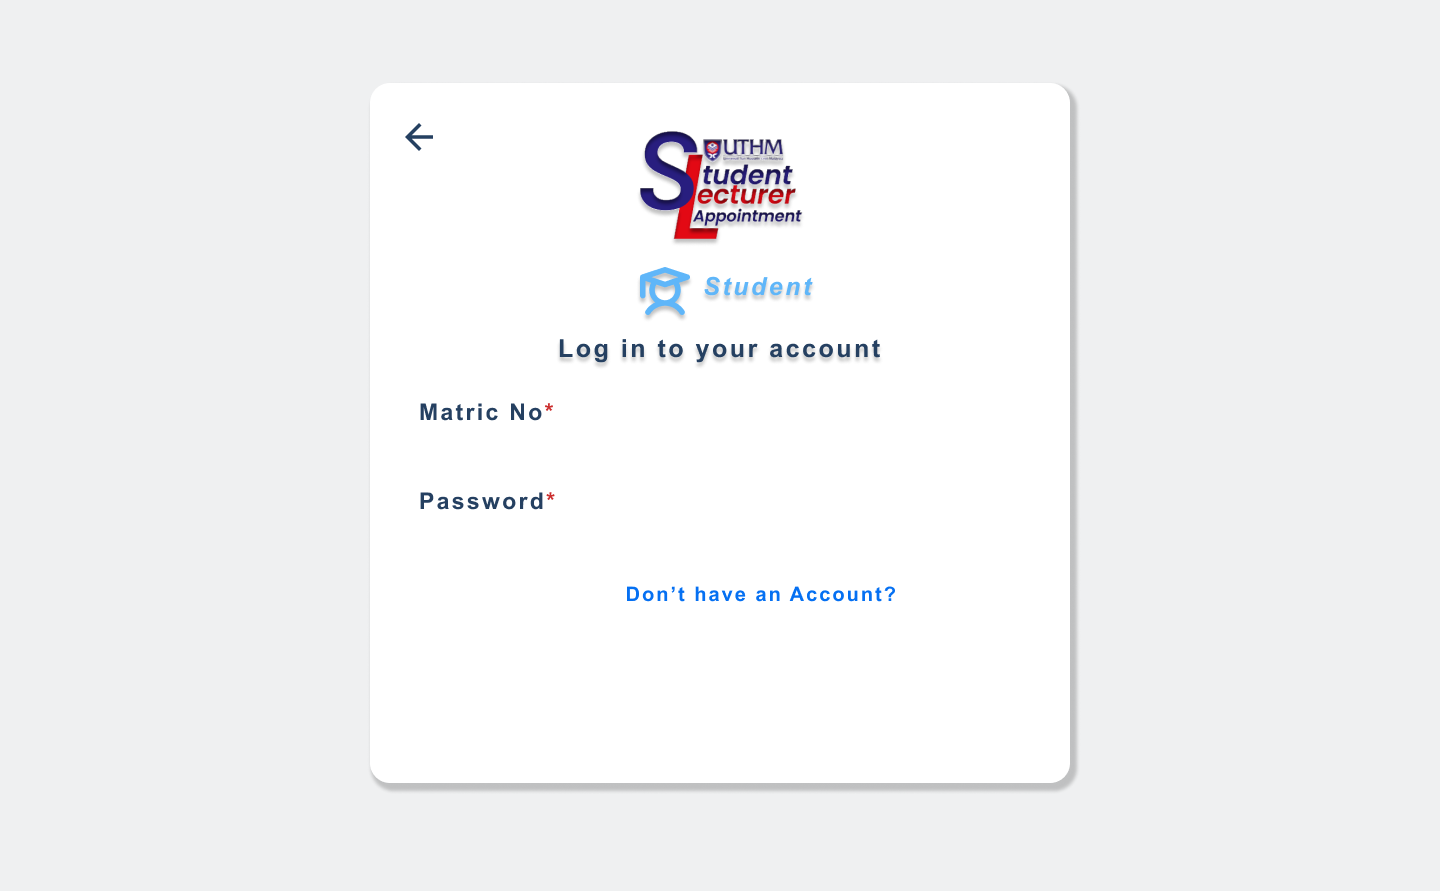 UTHM
Student
Lecturer
Appointment
Student
Log in to your account
Matric No*
Password*
Don’t have an Account?